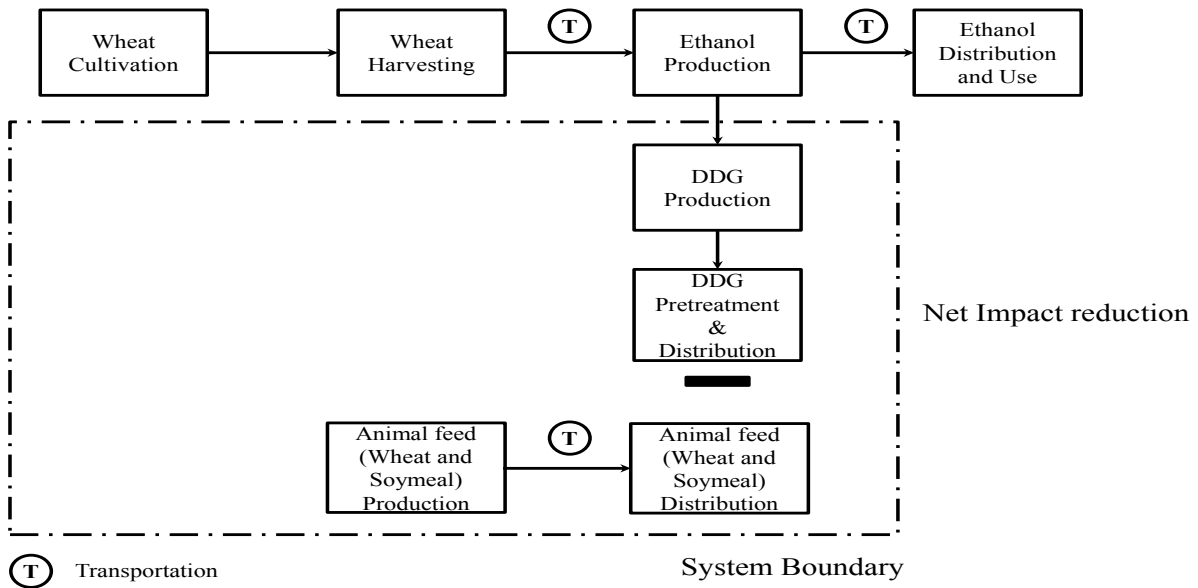 T
T
Wheat
Cultivation
Wheat
Harvesting
Ethanol
Production
Ethanol
Distribution
and Use
DDG
Production
DDG
Pretreatment
&
Distribution
Net Impact reduction
T
Animal feed
(Wheat and
Soymeal)
Production
Animal feed
(Wheat and
Soymeal)
Distribution
T Transportation
System Boundary